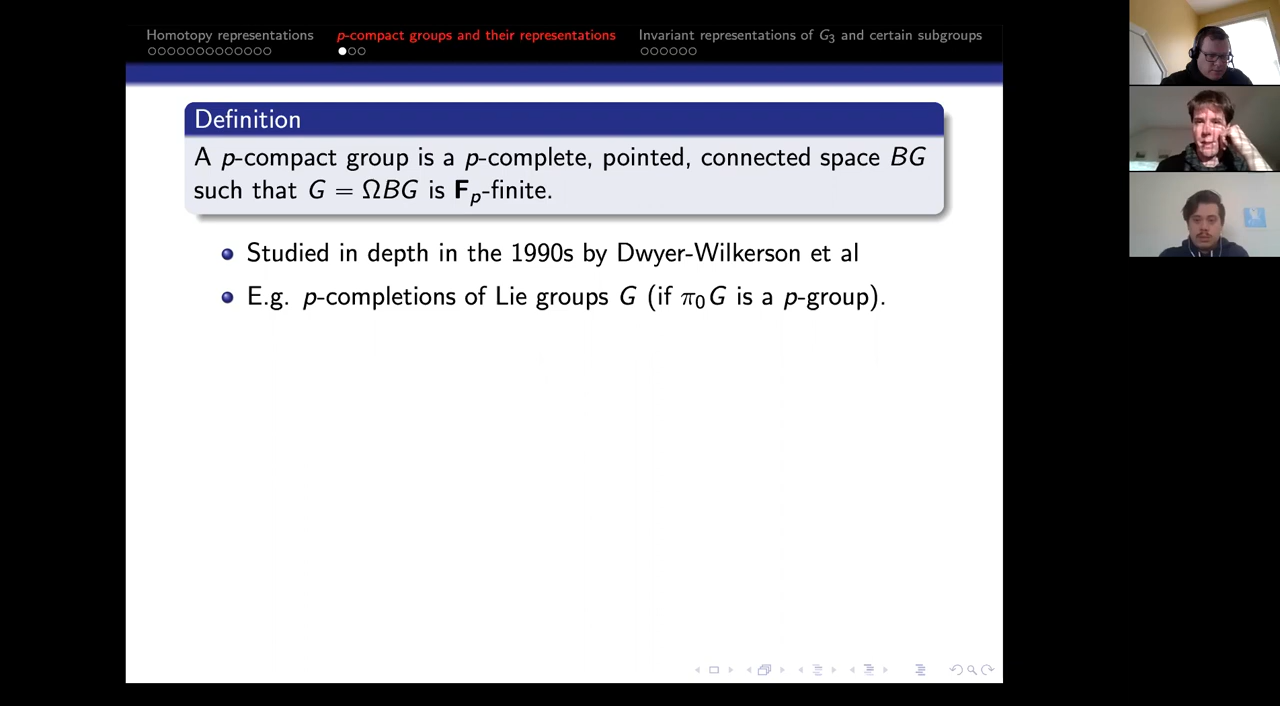 Homotopy representations
p-compact groups and their representations
Invariant representations of G₃ and certain subgroups
Definition
A p-compact group is a p-complete, pointed, connected space BG
such that G = ΩBG is F_p-finite.
Studied in depth in the 1990s by Dwyer-Wilkerson et al
E.g. p-completions of Lie groups G (if π₀G is a p-group).